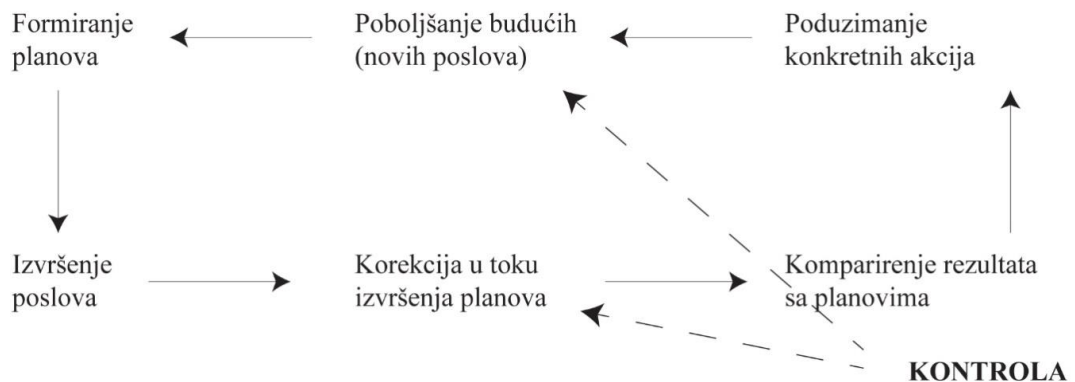 Formiranje
planova
Poboljšanje budućih
(novih poslova)
Poduzimanje
konkretnih akcija
Izvršenje
poslova
Korekcija u toku
izvršenja planova
Komparirenje rezultata
sa planovima
KONTROLA